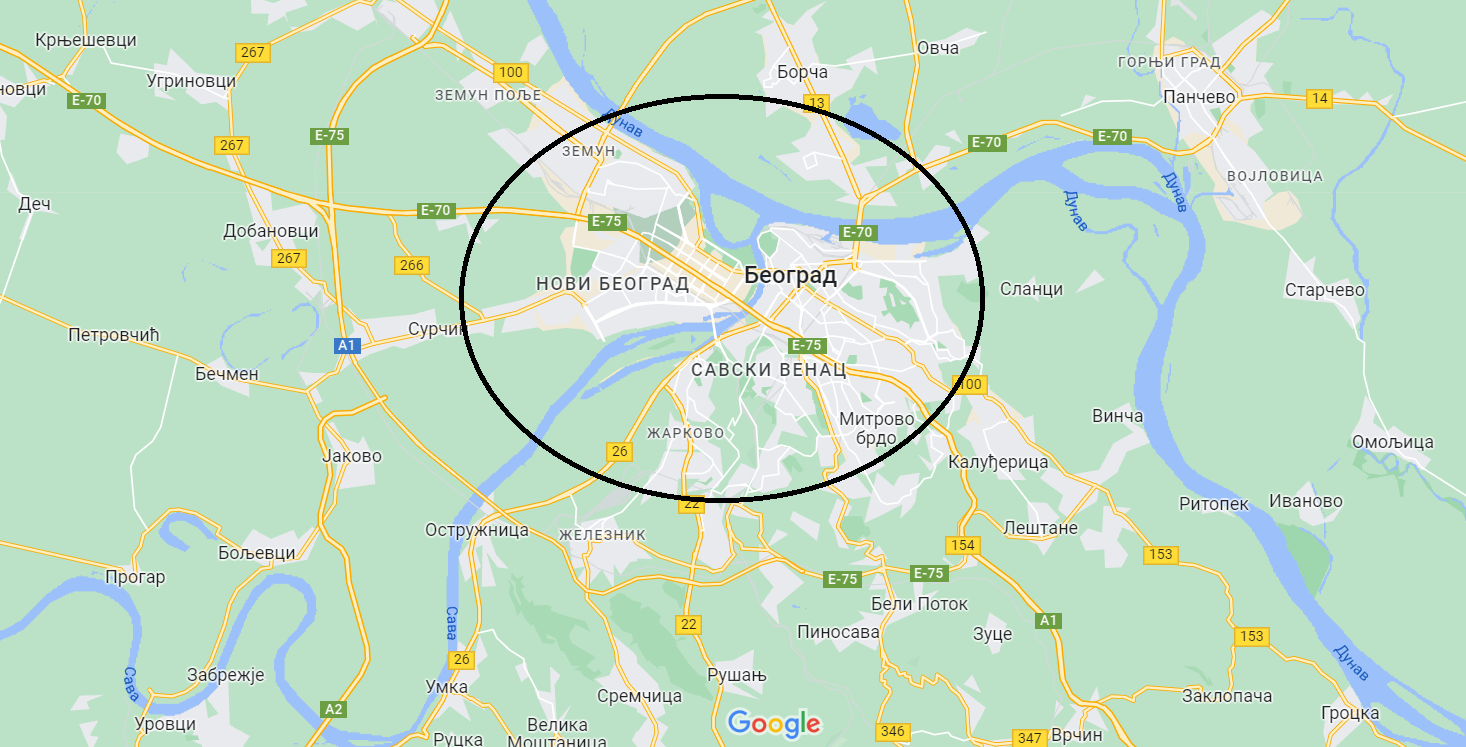 Крњешевци
267
Угриновци
новци
E-70
100
ЗЕМУН ПОЉЕ
Борча
Овча
ГОРЊИ ГРАД
Панчево
14
13
Дунав
E-75
267
ЗЕМУН
E-70
E-70
ВОЈЛОВИЦА
Дунав
Дунав
Деч
E-70
E-75
Добановци
267
266
E-70
Београд
НОВИ БЕОГРАД
Сланци
Старчево
Петровчић
Сурчин
A1
E-75
Бечмен
САВСКИ ВЕНАЦ
100
Митрово
брдо
Винча
ЖАРКОВО
26
Јаково
Калуђерица
Омољица
22
Ритопек
Иваново
Остружница
ЖЕЛЕЗНИК
Лештане
154
153
Бољевци
Прогар
E-75
E-75
Бели Поток
Сава
22
Пиносава
Зуце
A1
153
Дунав
26
Забрежје
Сава
Умка
Рушањ
Сремчица
Заклопача
A2
Уровци
Гроцка
Велика
Моштаница
Руцка
Google
346
347
Врчин